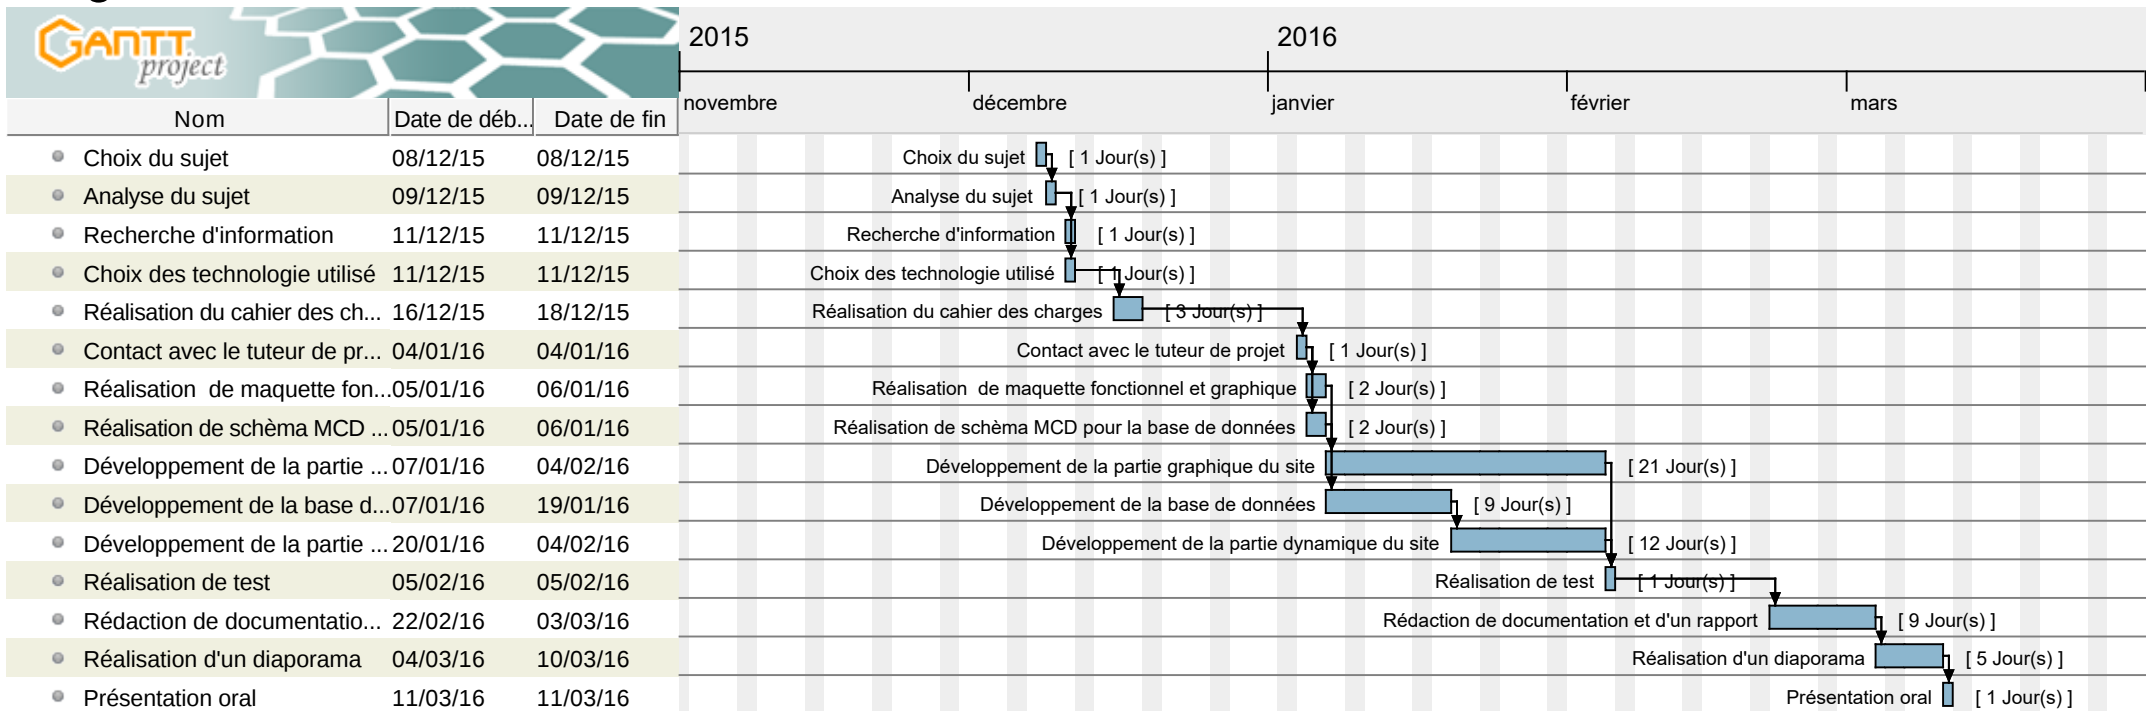 GANTT
project
2015 2016
novembre décembre janvier février mars
Nom Date de déb... Date de fin
Choix du sujet 08/12/15 08/12/15 Choix du sujet [ 1 Jour(s) ]
Analyse du sujet 09/12/15 09/12/15 Analyse du sujet [ 1 Jour(s) ]
Recherche d'information 11/12/15 11/12/15 Recherche d'information [ 1 Jour(s) ]
Choix des technologie utilisé 11/12/15 11/12/15 Choix des technologie utilisé [ 1 Jour(s) ]
Réalisation du cahier des ch... 16/12/15 18/12/15 Réalisation du cahier des charges [ 3 Jour(s) ]
Contact avec le tuteur de pr... 04/01/16 04/01/16 Contact avec le tuteur de projet [ 1 Jour(s) ]
Réalisation  de maquette fon... 05/01/16 06/01/16 Réalisation  de maquette fonctionnel et graphique [ 2 Jour(s) ]
Réalisation de schèma MCD ... 05/01/16 06/01/16 Réalisation de schèma MCD pour la base de données [ 2 Jour(s) ]
Développement de la partie ... 07/01/16 04/02/16 Développement de la partie graphique du site [ 21 Jour(s) ]
Développement de la base d... 07/01/16 19/01/16 Développement de la base de données [ 9 Jour(s) ]
Développement de la partie ... 20/01/16 04/02/16 Développement de la partie dynamique du site [ 12 Jour(s) ]
Réalisation de test 05/02/16 05/02/16 Réalisation de test [ 1 Jour(s) ]
Rédaction de documentatio... 22/02/16 03/03/16 Rédaction de documentation et d'un rapport [ 9 Jour(s) ]
Réalisation d'un diaporama 04/03/16 10/03/16 Réalisation d'un diaporama [ 5 Jour(s) ]
Présentation oral 11/03/16 11/03/16 Présentation oral [ 1 Jour(s) ]